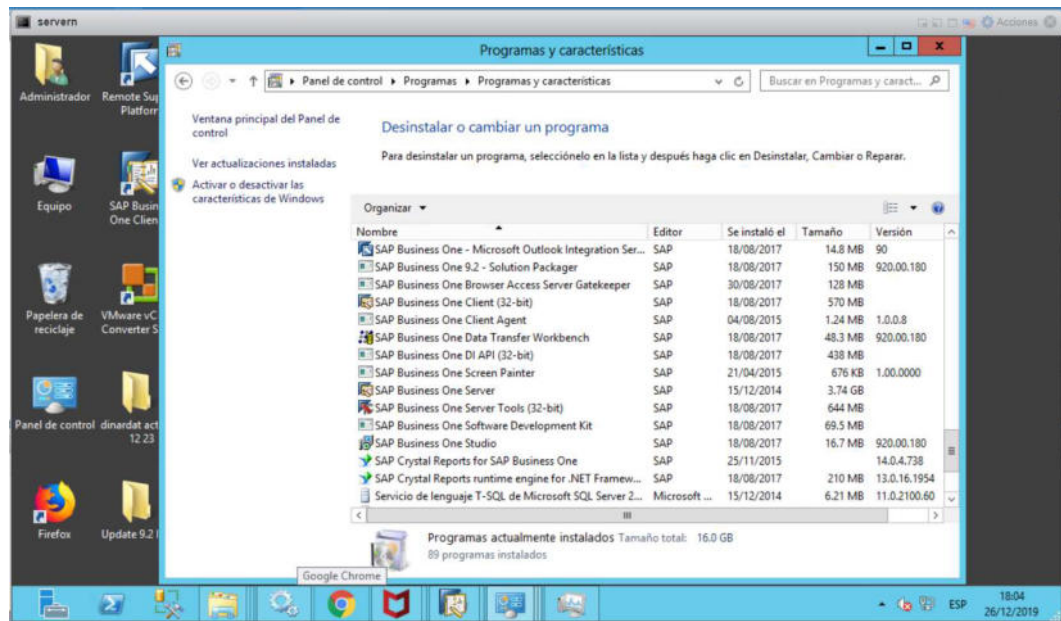 servern
Acciones
Programas y características
Panel de control
Programas
Programas y características
Buscar en Programas y caract...
Ventana principal del Panel de
control
Ver actualizaciones instaladas
Activar o desactivar las
características de Windows
Desinstalar o cambiar un programa
Para desinstalar un programa, selecciónelo en la lista y después haga clic en Desinstalar, Cambiar o Reparar.
Organizar
Nombre Editor Se instaló el Tamaño Versión
SAP Business One - Microsoft Outlook Integration Ser... SAP 18/08/2017 14.8 MB 90
SAP Business One 9.2 - Solution Packager SAP 18/08/2017 150 MB 920.00.180
SAP Business One Browser Access Server Gatekeeper SAP 30/08/2017 128 MB
SAP Business One Client (32-bit) SAP 18/08/2017 570 MB
SAP Business One Client Agent SAP 04/08/2015 1.24 MB 1.0.0.8
SAP Business One Data Transfer Workbench SAP 18/08/2017 48.3 MB 920.00.180
SAP Business One DI API (32-bit) SAP 18/08/2017 438 MB
SAP Business One Screen Painter SAP 21/04/2015 676 KB 1.00.0000
SAP Business One Server SAP 15/12/2014 3.74 GB
SAP Business One Server Tools (32-bit) SAP 18/08/2017 644 MB
SAP Business One Software Development Kit SAP 18/08/2017 69.5 MB
SAP Business One Studio SAP 18/08/2017 16.7 MB 920.00.180
SAP Crystal Reports for SAP Business One SAP 25/11/2015 14.0.4.738
SAP Crystal Reports runtime engine for .NET Framew... SAP 18/08/2017 210 MB 13.0.16.1954
Servicio de lenguaje T-SQL de Microsoft SQL Server 2... Microsoft ... 15/12/2014 6.21 MB 11.0.2100.60
Programas actualmente instalados Tamaño total: 16.0 GB
89 programas instalados
Administrador
Remote Sup
Platform
Equipo
SAP Busin
One Clien
Papelera de
reciclaje
VMware vC
Converter S
Panel de control
dinardat act
12 23
Firefox
Update 9.2
Google Chrome
ESP
18:04
26/12/2019